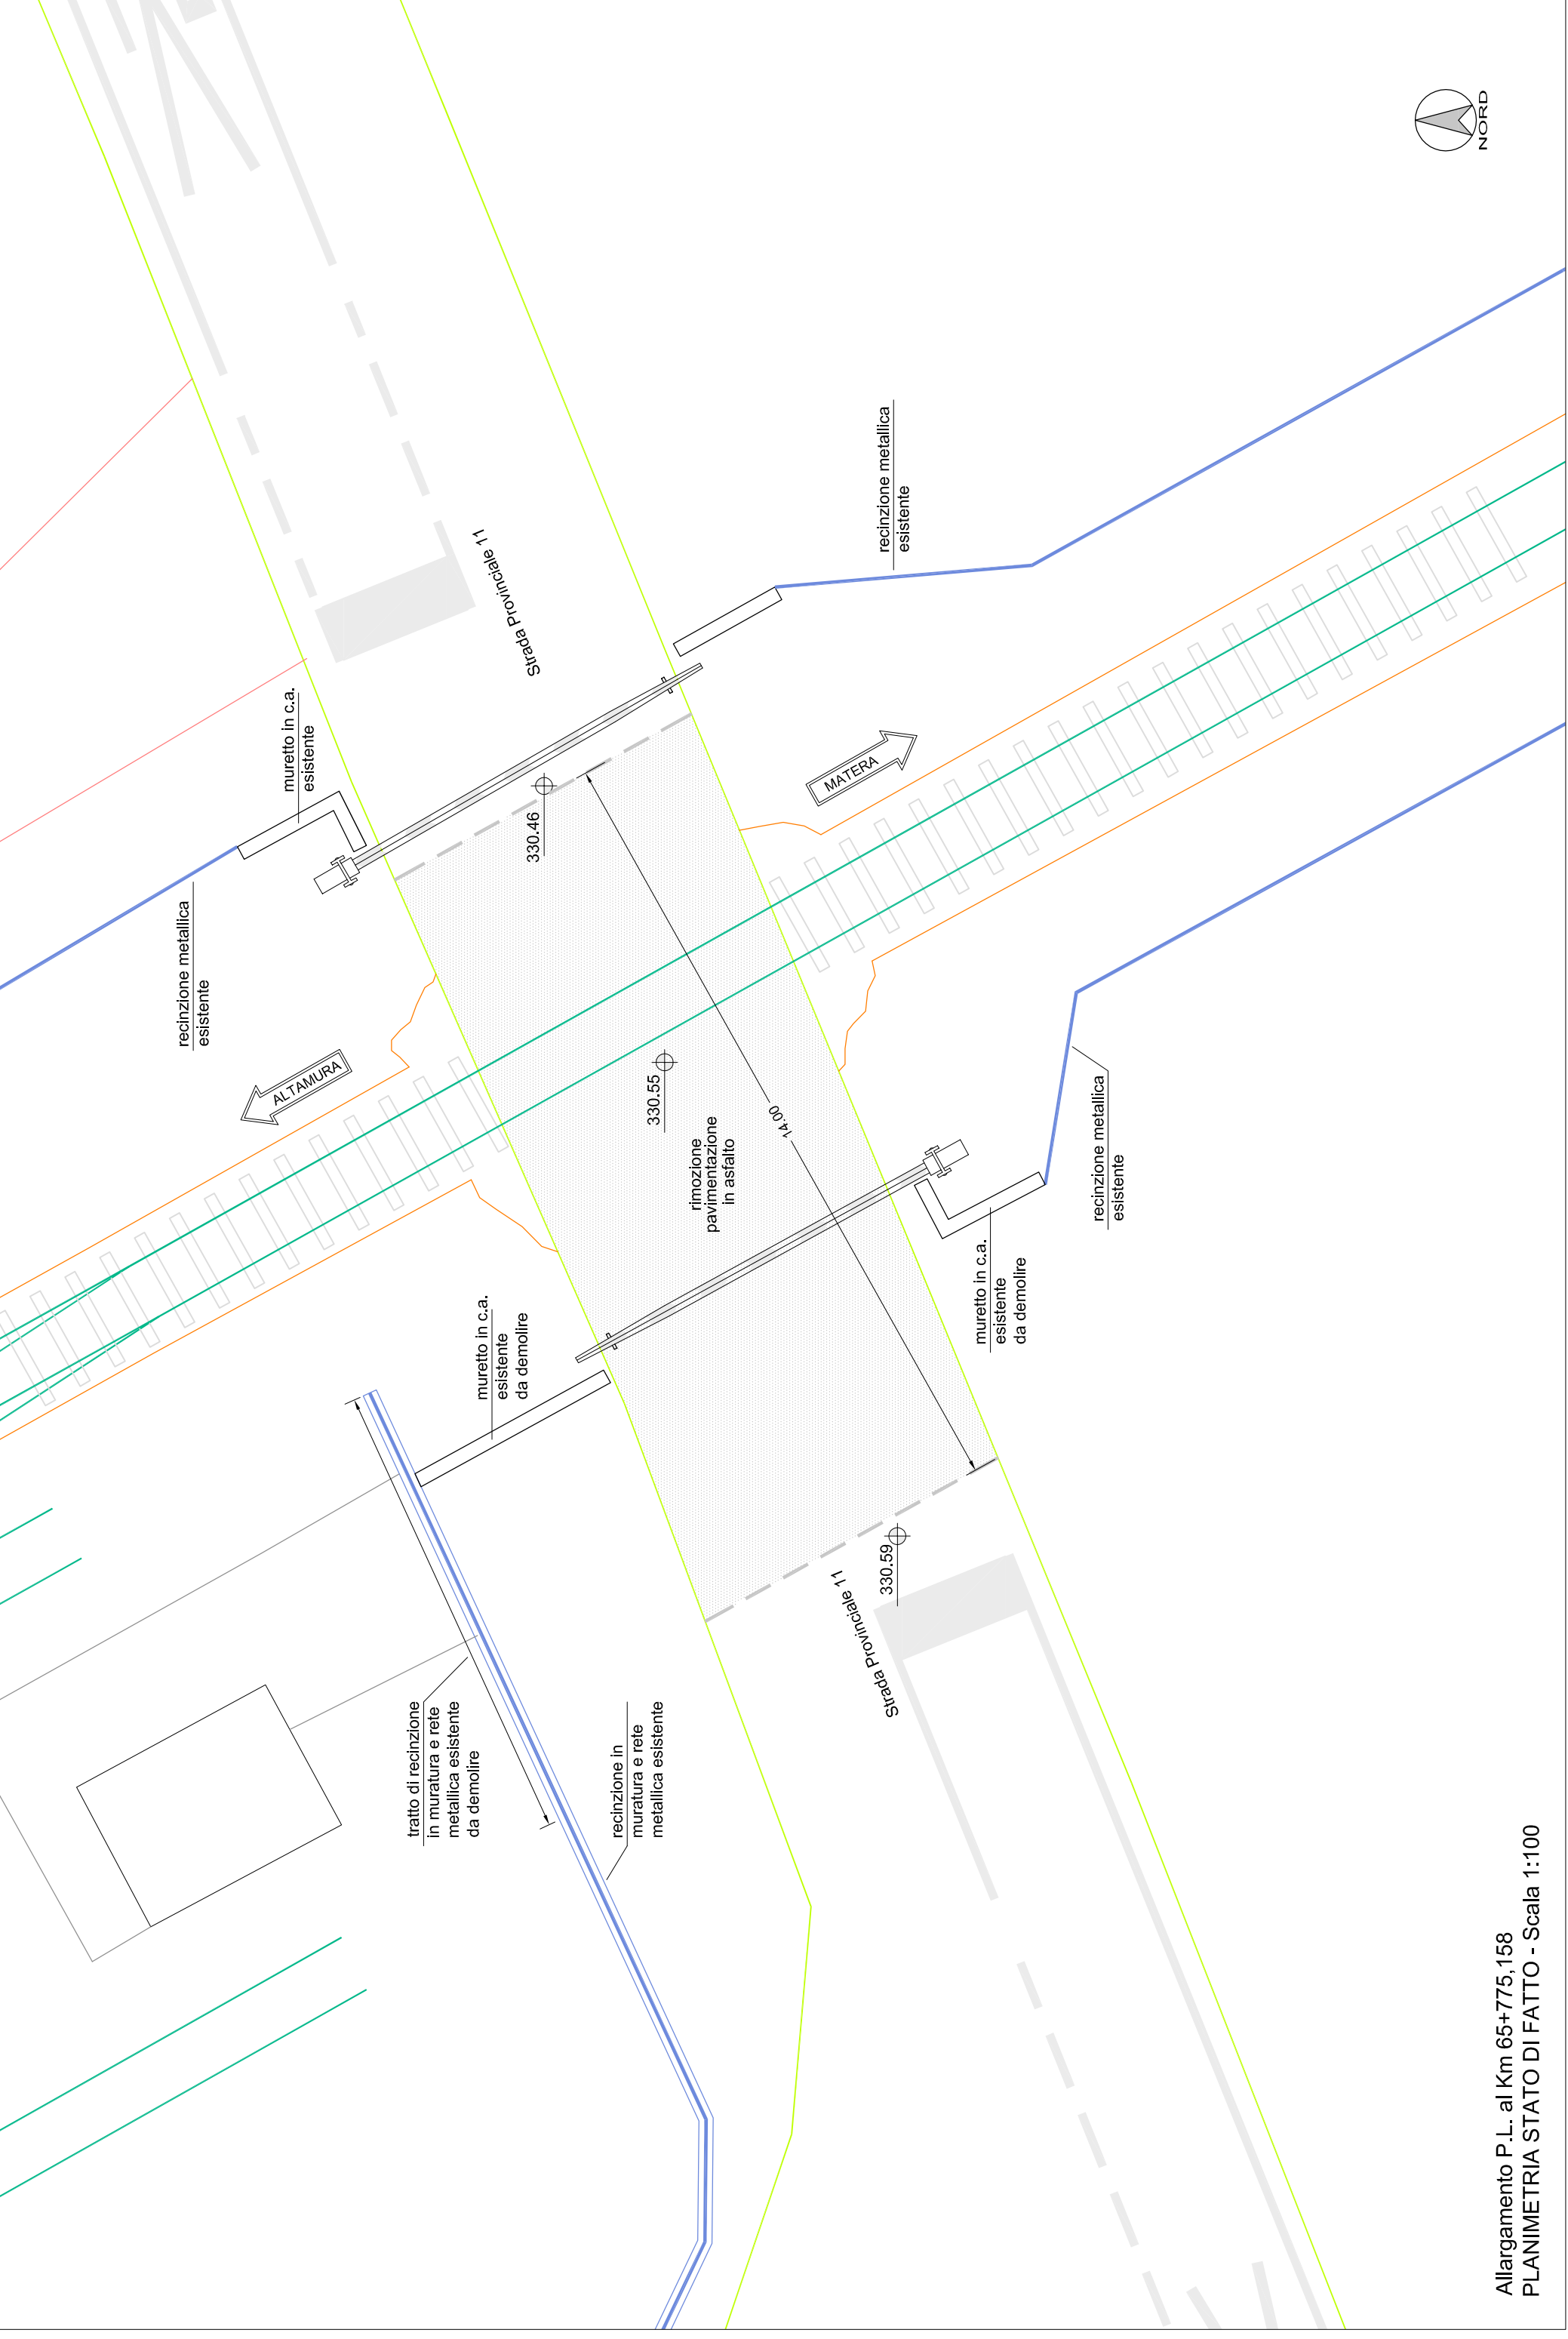 recinzione metallica
esistente
muretto in c.a.
esistente
Strada Provinciale 11
recinzione metallica
esistente
NORD
ALTAMURA
330.46
MATERA
330.55
rimozione
pavimentazione
in asfalto
14.00
recinzione metallica
esistente
muretto in c.a.
esistente
da demolire
muretto in c.a.
esistente
da demolire
tratto di recinzione
in muratura e rete
metallica esistente
da demolire
recinzione in
muratura e rete
metallica esistente
Strada Provinciale 11
330.59
Allargamento P.L. al Km 65+775,158
PLANIMETRIA STATO DI FATTO - Scala 1:100